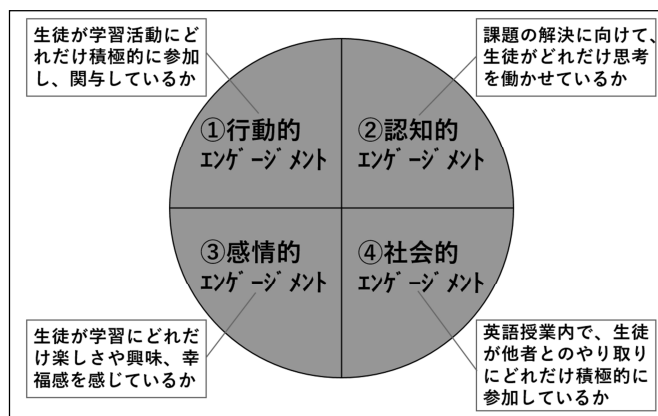 生徒が学習活動にど
れだけ積極的に参加
し、関与しているか
課題の解決に向けて、
生徒がどれだけ思考
を働かせているか
①行動的
ｴﾝｹﾞｰｼﾞﾒﾝﾄ
②認知的
ｴﾝｹﾞｰｼﾞﾒﾝﾄ
③感情的
ｴﾝｹﾞｰｼﾞﾒﾝﾄ
④社会的
ｴﾝｹﾞｰｼﾞﾒﾝﾄ
生徒が学習にどれだ
け楽しさや興味、幸
福感を感じているか
英語授業内で、生徒
が他者とのやり取り
にどれだけ積極的に
参加しているか